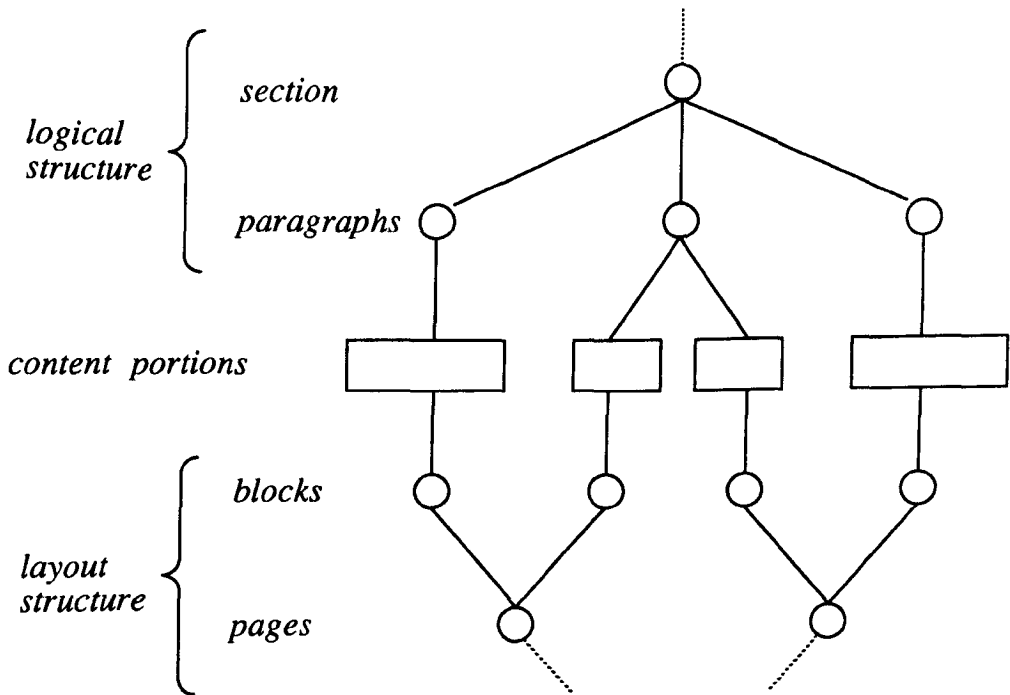 section
logical
structure
paragraphs
content portions
blocks
layout
structure
pages